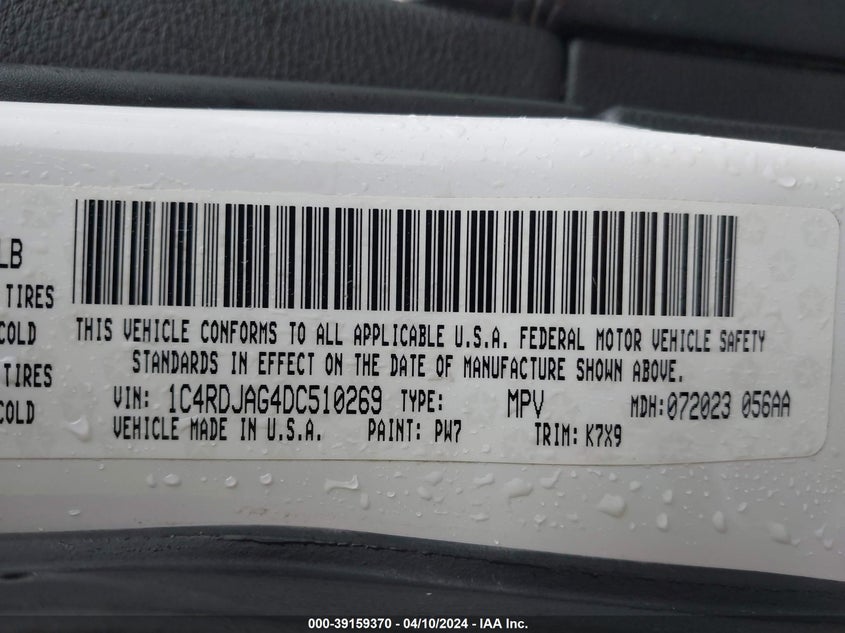 LB
TIRES
COLD
TIRES
COLD
THIS VEHICLE CONFORMS TO ALL APPLICABLE U.S.A. FEDERAL MOTOR VEHICLE SAFETY
STANDARDS IN EFFECT ON THE DATE OF MANUFACTURE SHOWN ABOVE.
VIN: 1C4RDJAG4DC510269 TYPE: MPV MDH:072023 056AA
VEHICLE MADE IN U.S.A. PAINT: PW7 TRIM: K7X9
000-39159370 - 04/10/2024 - IAA Inc.